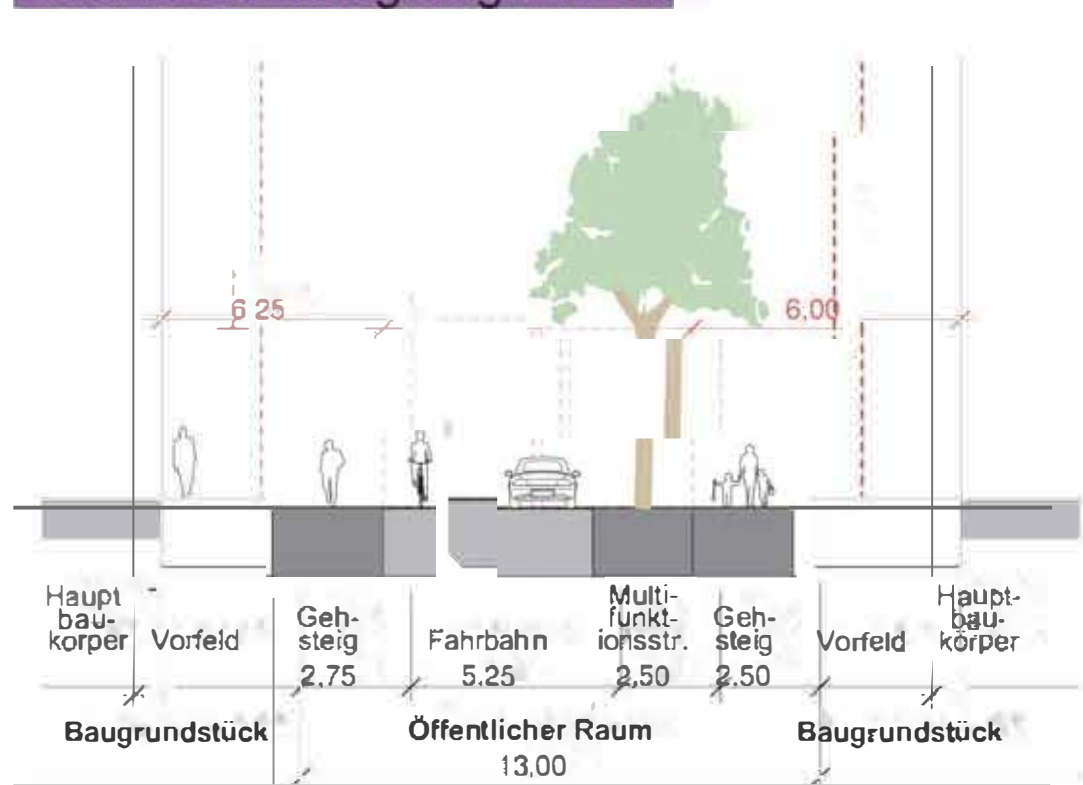 6 25
6,00
Haupt
bau-
körper
Vorfeld
Geh-
steig
2,75
Fahrbahn
5,25
Multi-
funkt-
ionsstr.
2,50
Geh-
steig
2.50
Vorfeld
Haupt-
bau-
körper
Baugrundstück
Öffentlicher Raum
13,00
Baugrundstück